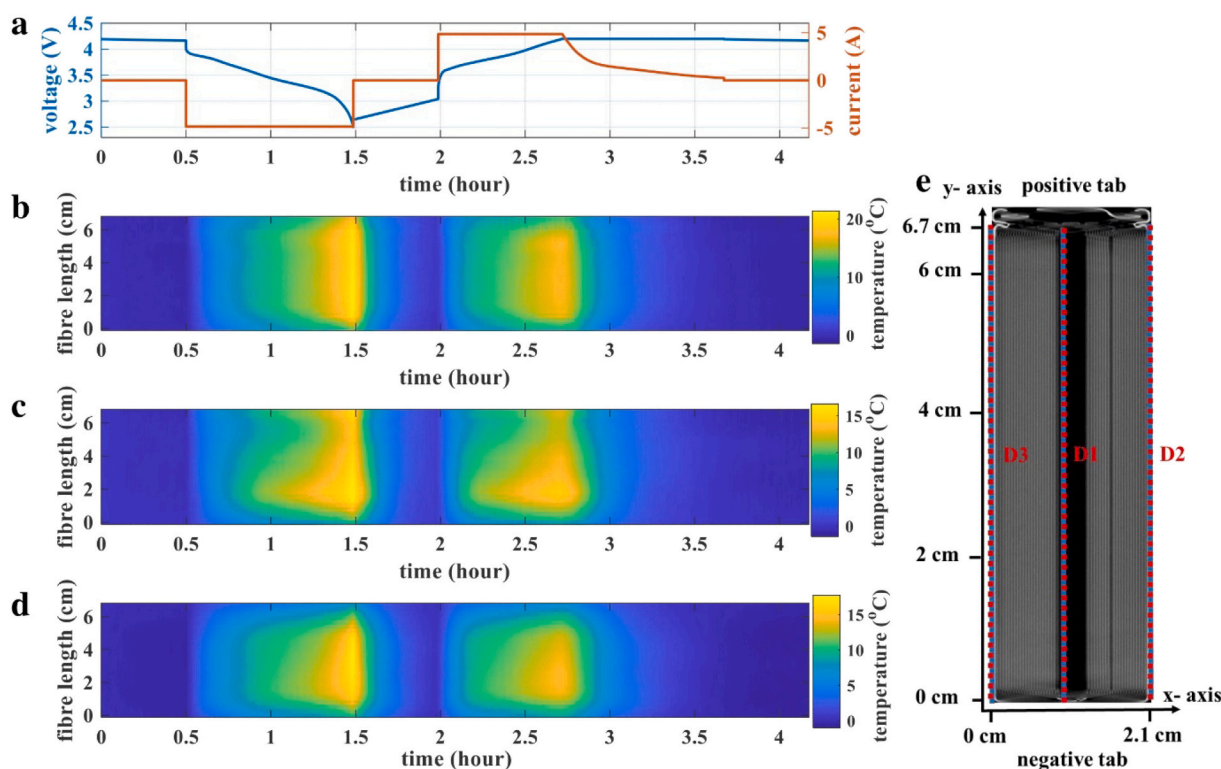 a
voltage (V)
4.5
4
3.5
3
2.5
5
0
-5
current (A)
0 0.5 1 1.5 2 2.5 3 3.5 4
time (hour)
b
fibre length (cm)
6
4
2
0
20
10
0
temperature (°C)
0 0.5 1 1.5 2 2.5 3 3.5 4
time (hour)
c
fibre length (cm)
6
4
2
0
15
10
5
0
temperature (°C)
0 0.5 1 1.5 2 2.5 3 3.5 4
time (hour)
d
fibre length (cm)
6
4
2
0
15
10
5
0
temperature (°C)
0 0.5 1 1.5 2 2.5 3 3.5 4
time (hour)
e
y- axis
positive tab
6.7 cm
6 cm
4 cm
D3 D1 D2
2 cm
0 cm
x- axis
0 cm 2.1 cm
negative tab